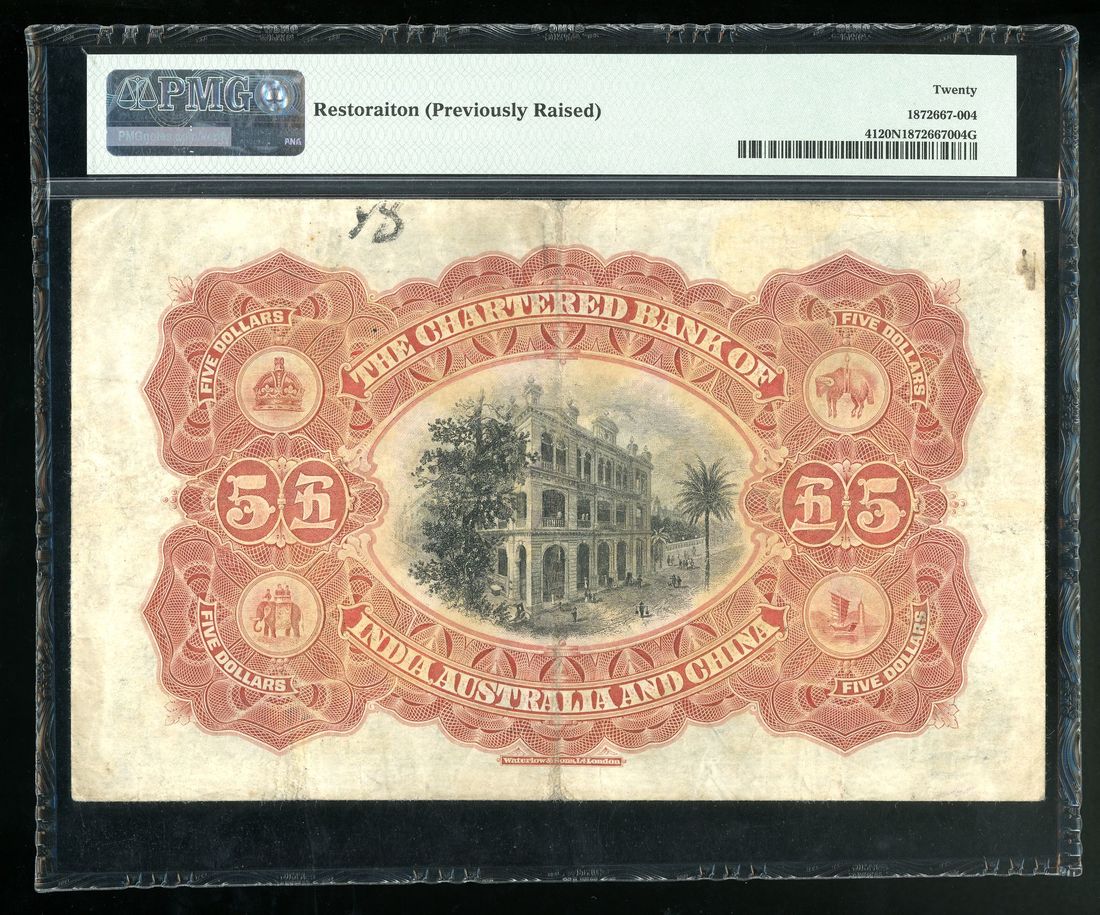 PMG
ANA
Restoraiton (Previously Raised)
Twenty
1872667-004
4120N1872667004G
FIVE DOLLARS
FIVE DOLLARS
THE CHARTERED BANK OF
5
5
INDIA AUSTRALIA AND CHINA
FIVE DOLLARS
FIVE DOLLARS
Waterlow & Sons, Ld London